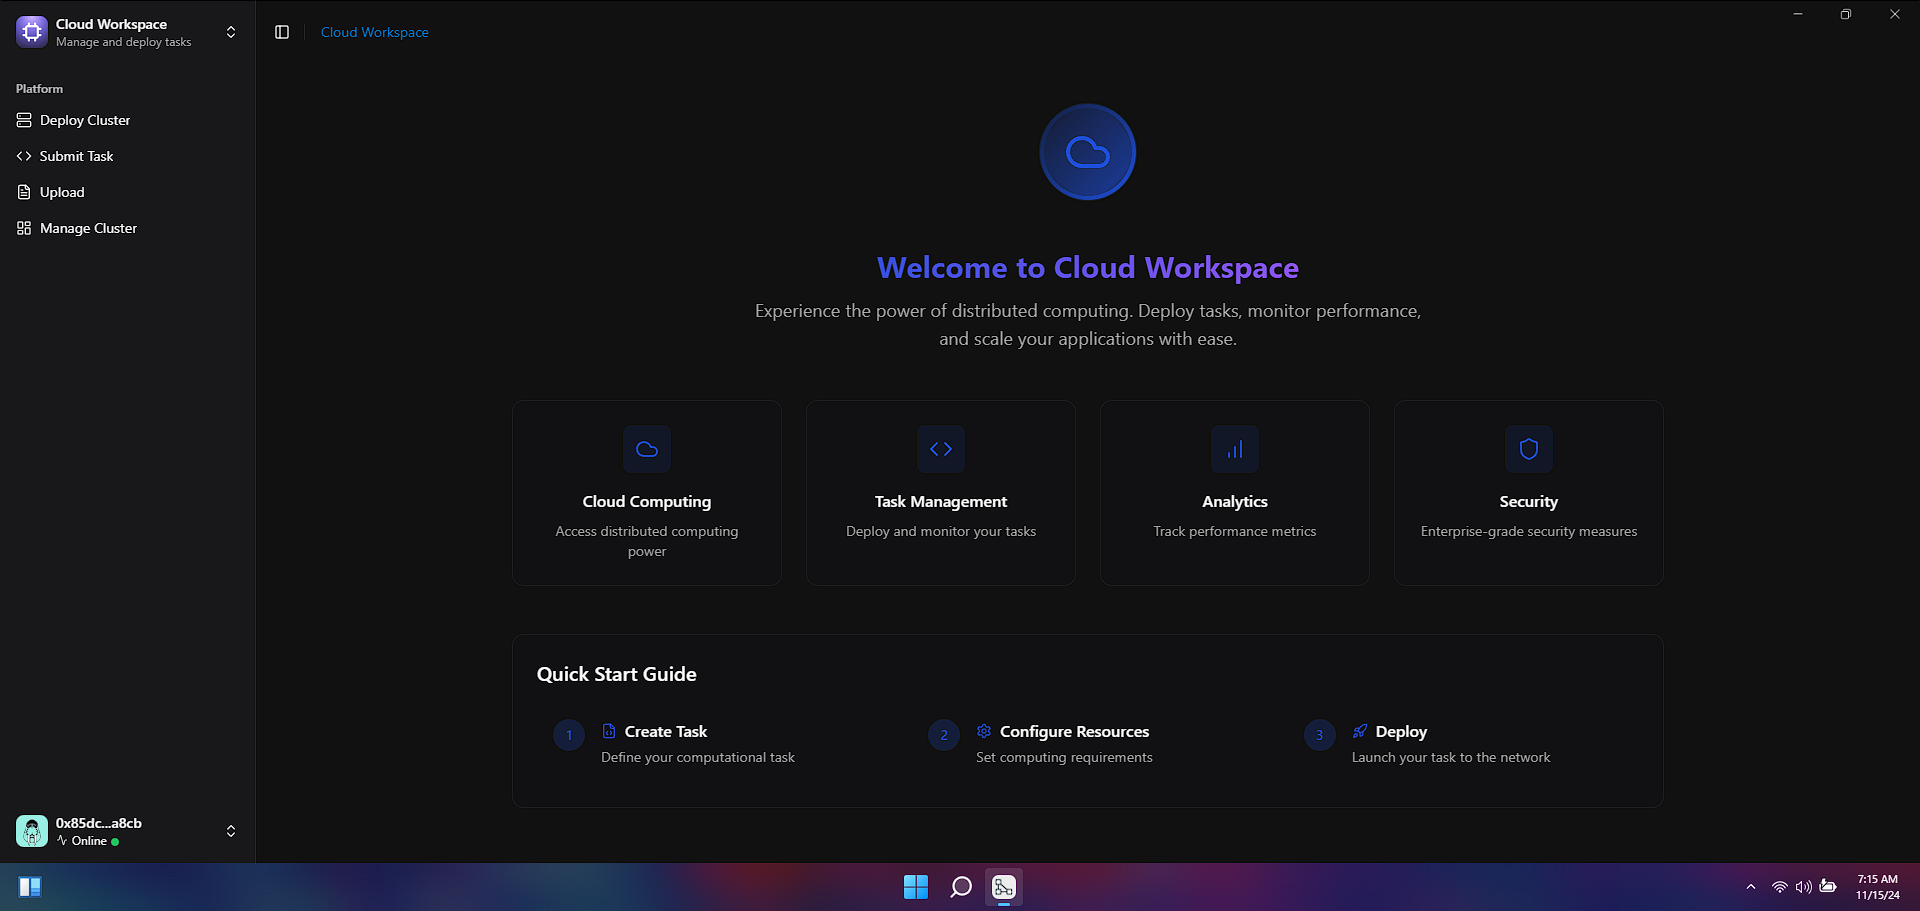 Cloud Workspace
Manage and deploy tasks
Platform
Deploy Cluster
Submit Task
Upload
Manage Cluster
0x85dc...a8cb
Online
Cloud Workspace
Welcome to Cloud Workspace
Experience the power of distributed computing. Deploy tasks, monitor performance,
and scale your applications with ease.
Cloud Computing
Access distributed computing
power
Task Management
Deploy and monitor your tasks
Analytics
Track performance metrics
Security
Enterprise-grade security measures
Quick Start Guide
1
Create Task
Define your computational task
2
Configure Resources
Set computing requirements
3
Deploy
Launch your task to the network
7:15 AM
11/15/24